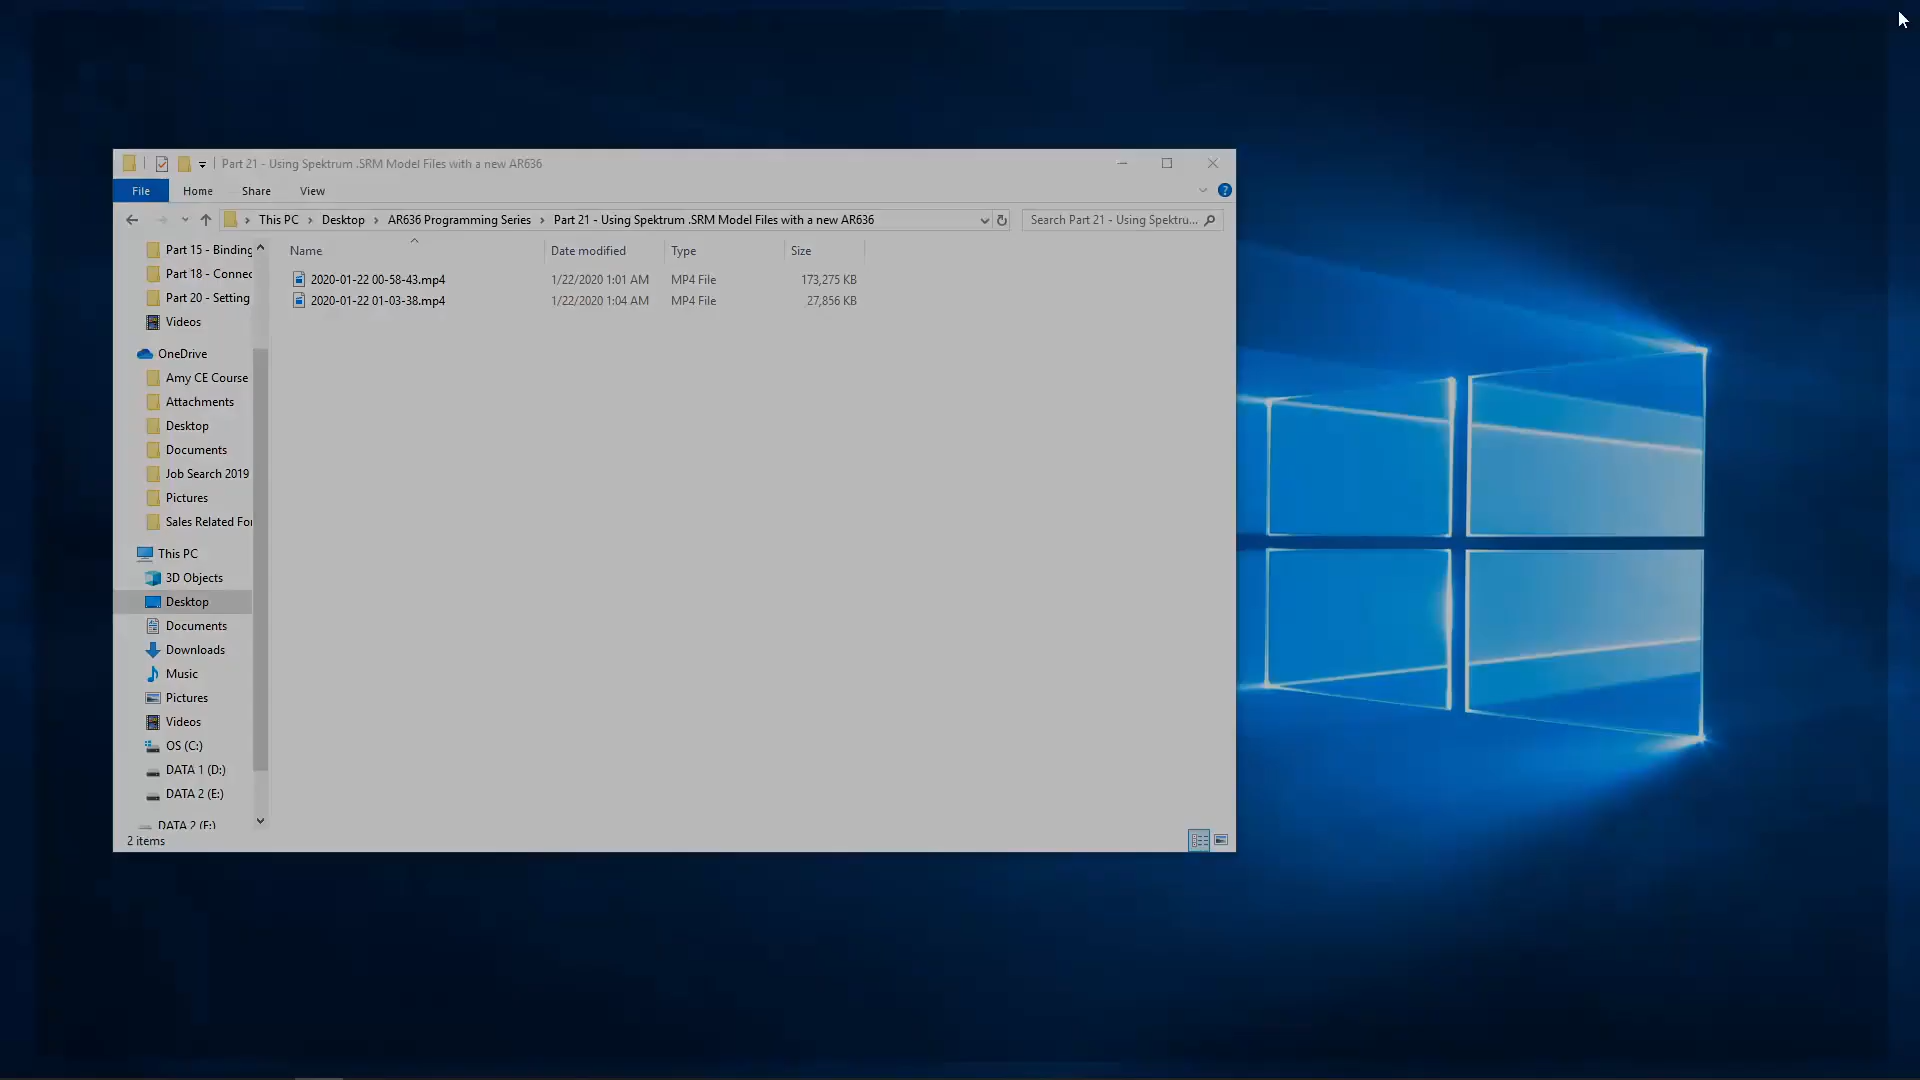 Part 21 - Using Spektrum .SRM Model Files with a new AR636
File Home Share View
This PC Desktop AR636 Programming Series Part 21 - Using Spektrum .SRM Model Files with a new AR636 Search Part 21 - Using Spektru...
Part 15 - Binding
Part 18 - Connec
Part 20 - Setting
Videos
OneDrive
Amy CE Course
Attachments
Desktop
Documents
Job Search 2019
Pictures
Sales Related For
This PC
3D Objects
Desktop
Documents
Downloads
Music
Pictures
Videos
OS (C:)
DATA 1 (D:)
DATA 2 (E:)
DATA 2 (E:)
Name Date modified Type Size
2020-01-22 00-58-43.mp4 1/22/2020 1:01 AM MP4 File 173,275 KB
2020-01-22 01-03-38.mp4 1/22/2020 1:04 AM MP4 File 27,856 KB
2 items